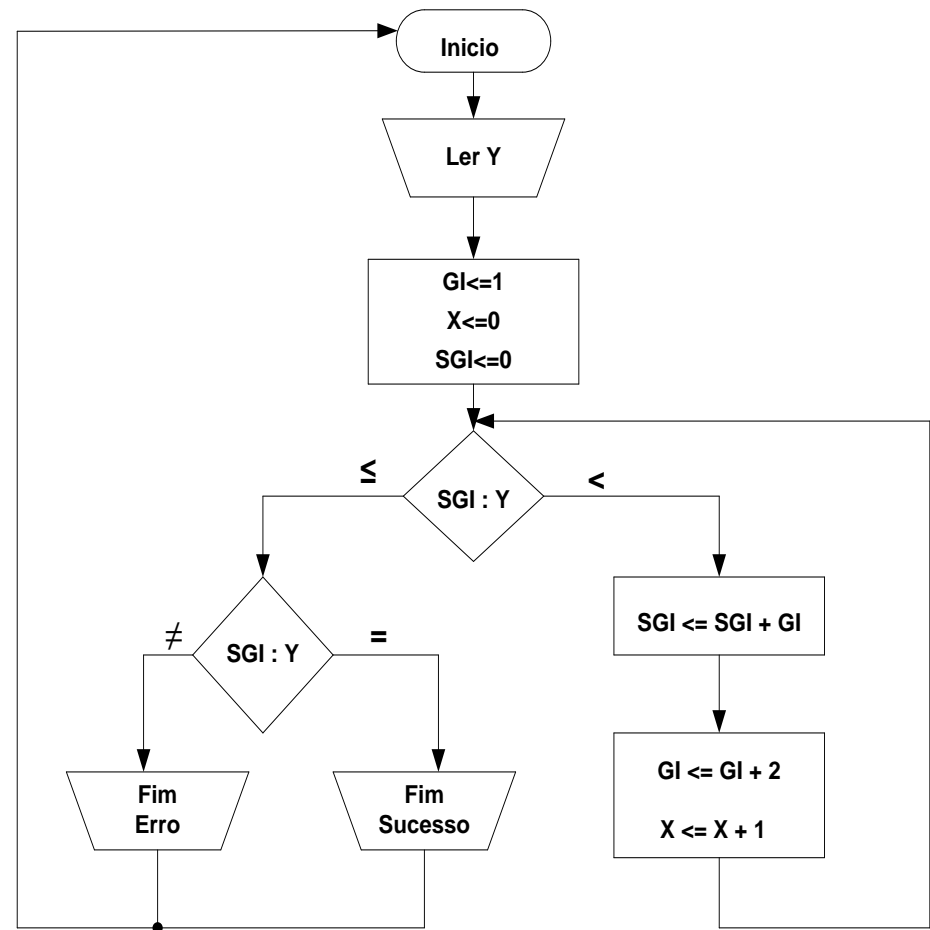 Inicio
Ler Y
GI<=1
X<=0
SGI<=0
≤
SGI : Y
<
SGI <= SGI + GI
≠
SGI : Y
=
GI <= GI + 2
X <= X + 1
Fim
Erro
Fim
Sucesso